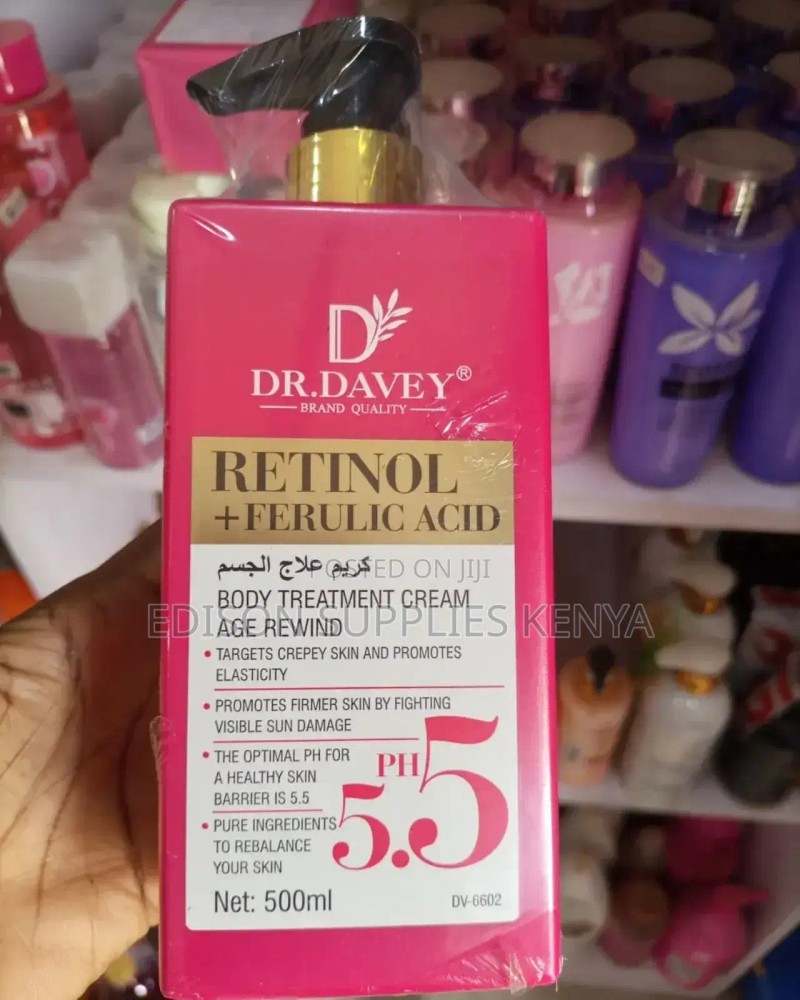 D
DR.DAVEY®
BRAND QUALITY
RETINOL
+FERULIC ACID
كريم علاج الجسم
POSTED ON JIJI
BODY TREATMENT CREAM
EDISON SUPPLIES KENYA
AGE REWIND
• TARGETS CREPEY SKIN AND PROMOTES
ELASTICITY
• PROMOTES FIRMER SKIN BY FIGHTING
VISIBLE SUN DAMAGE
• THE OPTIMAL PH FOR
A HEALTHY SKIN
BARRIER IS 5.5
PH
5.5
• PURE INGREDIENTS
TO REBALANCE
YOUR SKIN
Net: 500ml
DV-6602